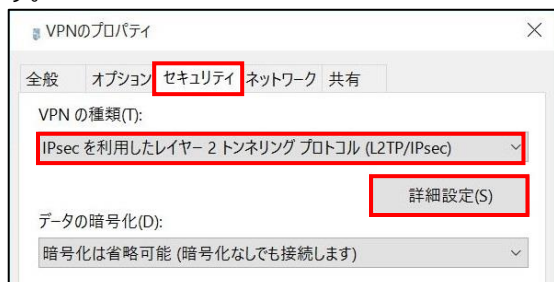 VPNのプロパティ
全般 オプション セキュリティ ネットワーク 共有
VPN の種類(T):
IPsec を利用したレイヤー 2 トンネリング プロトコル (L2TP/IPsec)
詳細設定(S)
データの暗号化(D):
暗号化は省略可能 (暗号化なしでも接続します)